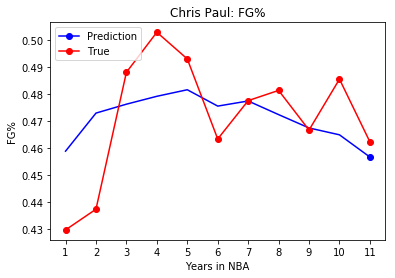 Chris Paul: FG%
Prediction
True
0.50
0.49
0.48
0.47
0.46
0.45
0.44
0.43
FG%
1 2 3 4 5 6 7 8 9 10 11
Years in NBA